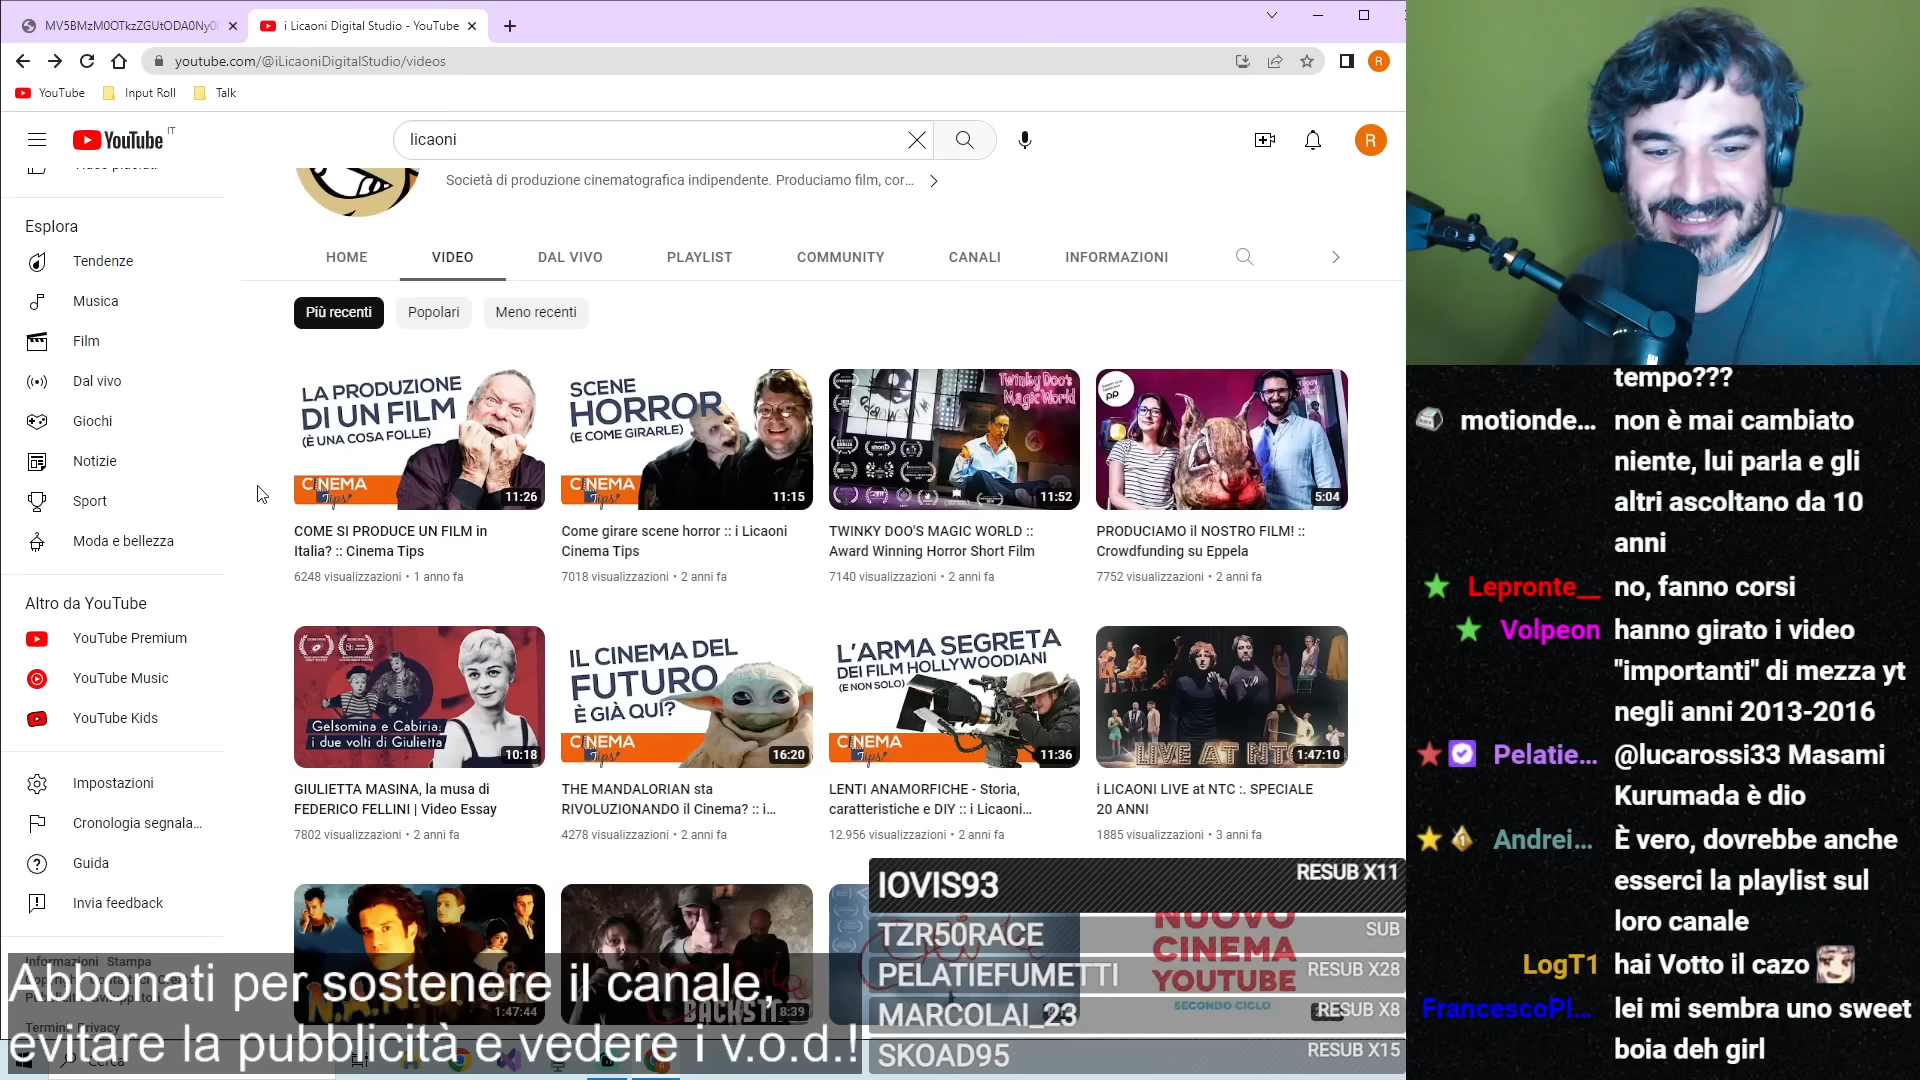 MV5BMzM0OTkzZGUtODA0Ny0
i Licaoni Digital Studio - YouTube
youtube.com/@iLicaoniDigitalStudio/videos
YouTube
Input Roll
Talk
YouTube IT
licaoni
R
Società di produzione cinematografica indipendente. Produciamo film, cor...
HOME
VIDEO
DAL VIVO
PLAYLIST
COMMUNITY
CANALI
INFORMAZIONI
Più recenti
Popolari
Meno recenti
Esplora
Tendenze
Musica
Film
Dal vivo
Giochi
Notizie
Sport
Moda e bellezza
Altro da YouTube
YouTube Premium
YouTube Music
YouTube Kids
Impostazioni
Cronologia segnala...
Guida
Invia feedback
LA PRODUZIONE
DI UN FILM
(È UNA COSA FOLLE)
CINEMA
Tips!
11:26
COME SI PRODUCE UN FILM in
Italia? :: Cinema Tips
6248 visualizzazioni • 1 anno fa
SCENE
HORROR
(E COME GIRARLE)
CINEMA
Tips!
11:15
Come girare scene horror :: i Licaoni
Cinema Tips
7018 visualizzazioni • 2 anni fa
Twinky Doo's
Magic World
11:52
TWINKY DOO'S MAGIC WORLD ::
Award Winning Horror Short Film
7140 visualizzazioni • 2 anni fa
pp
5:04
PRODUCIAMO il NOSTRO FILM! ::
Crowdfunding su Eppela
7752 visualizzazioni • 2 anni fa
Gelsomina e Cabiria:
i due volti di Giulietta
10:18
GIULIETTA MASINA, la musa di
FEDERICO FELLINI | Video Essay
7802 visualizzazioni • 2 anni fa
IL CINEMA DEL
FUTURO
È GIÀ QUI?
CINEMA
Tips!
16:20
THE MANDALORIAN sta
RIVOLUZIONANDO il Cinema? :: i...
4278 visualizzazioni • 2 anni fa
L'ARMA SEGRETA
DEI FILM HOLLYWOODIANI
(E NON SOLO)
CINEMA
Tips!
11:36
LENTI ANAMORFICHE - Storia,
caratteristiche e DIY :: i Licaoni...
12.956 visualizzazioni • 2 anni fa
LIVE AT NTC
1:47:10
i LICAONI LIVE at NTC :. SPECIALE
20 ANNI
1885 visualizzazioni • 3 anni fa
1:47:44
8:39
NUOVO
CINEMA
YOUTUBE
SECONDO CICLO
Informazioni Stampa
Termini Privacy
Cerca
Abbonati per sostenere il canale,
evitare la pubblicità e vedere i v.o.d.!
IOVIS93 RESUB X11
TZR50RACE SUB
PELATIEFUMETTI RESUB X28
MARCOLAI_23 RESUB X8
SKOAD95 RESUB X15
tempo???
motionde... non è mai cambiato
niente, lui parla e gli
altri ascoltano da 10
anni
Lepronte__ no, fanno corsi
Volpeon hanno girato i video
"importanti" di mezza yt
negli anni 2013-2016
Pelatie... @lucarossi33 Masami
Kurumada è dio
Andrei... È vero, dovrebbe anche
esserci la playlist sul
loro canale
LogT1 hai Votto il cazo
FrancescoPl... lei mi sembra uno sweet
boia deh girl